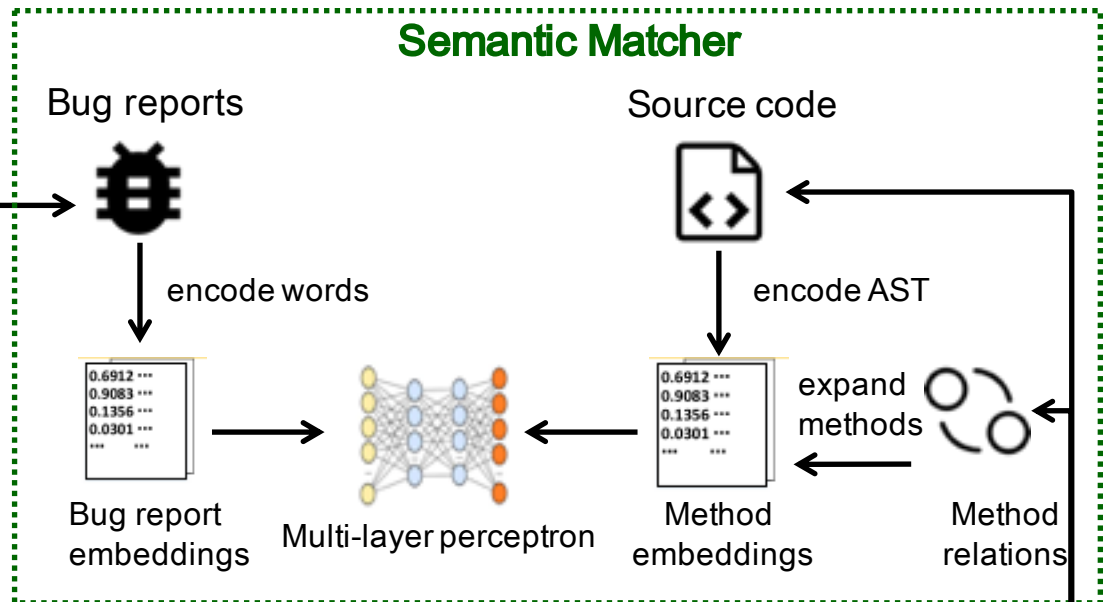 Semantic Matcher
Bug reports
Source code
encode words
encode AST
0.6912 ...
0.9083 ...
0.1356 ...
0.0301 ...
... ...
0.6912 ...
0.9083 ...
0.1356 ...
0.0301 ...
... ...
expand
methods
Bug report
embeddings
Multi-layer perceptron
Method
embeddings
Method
relations